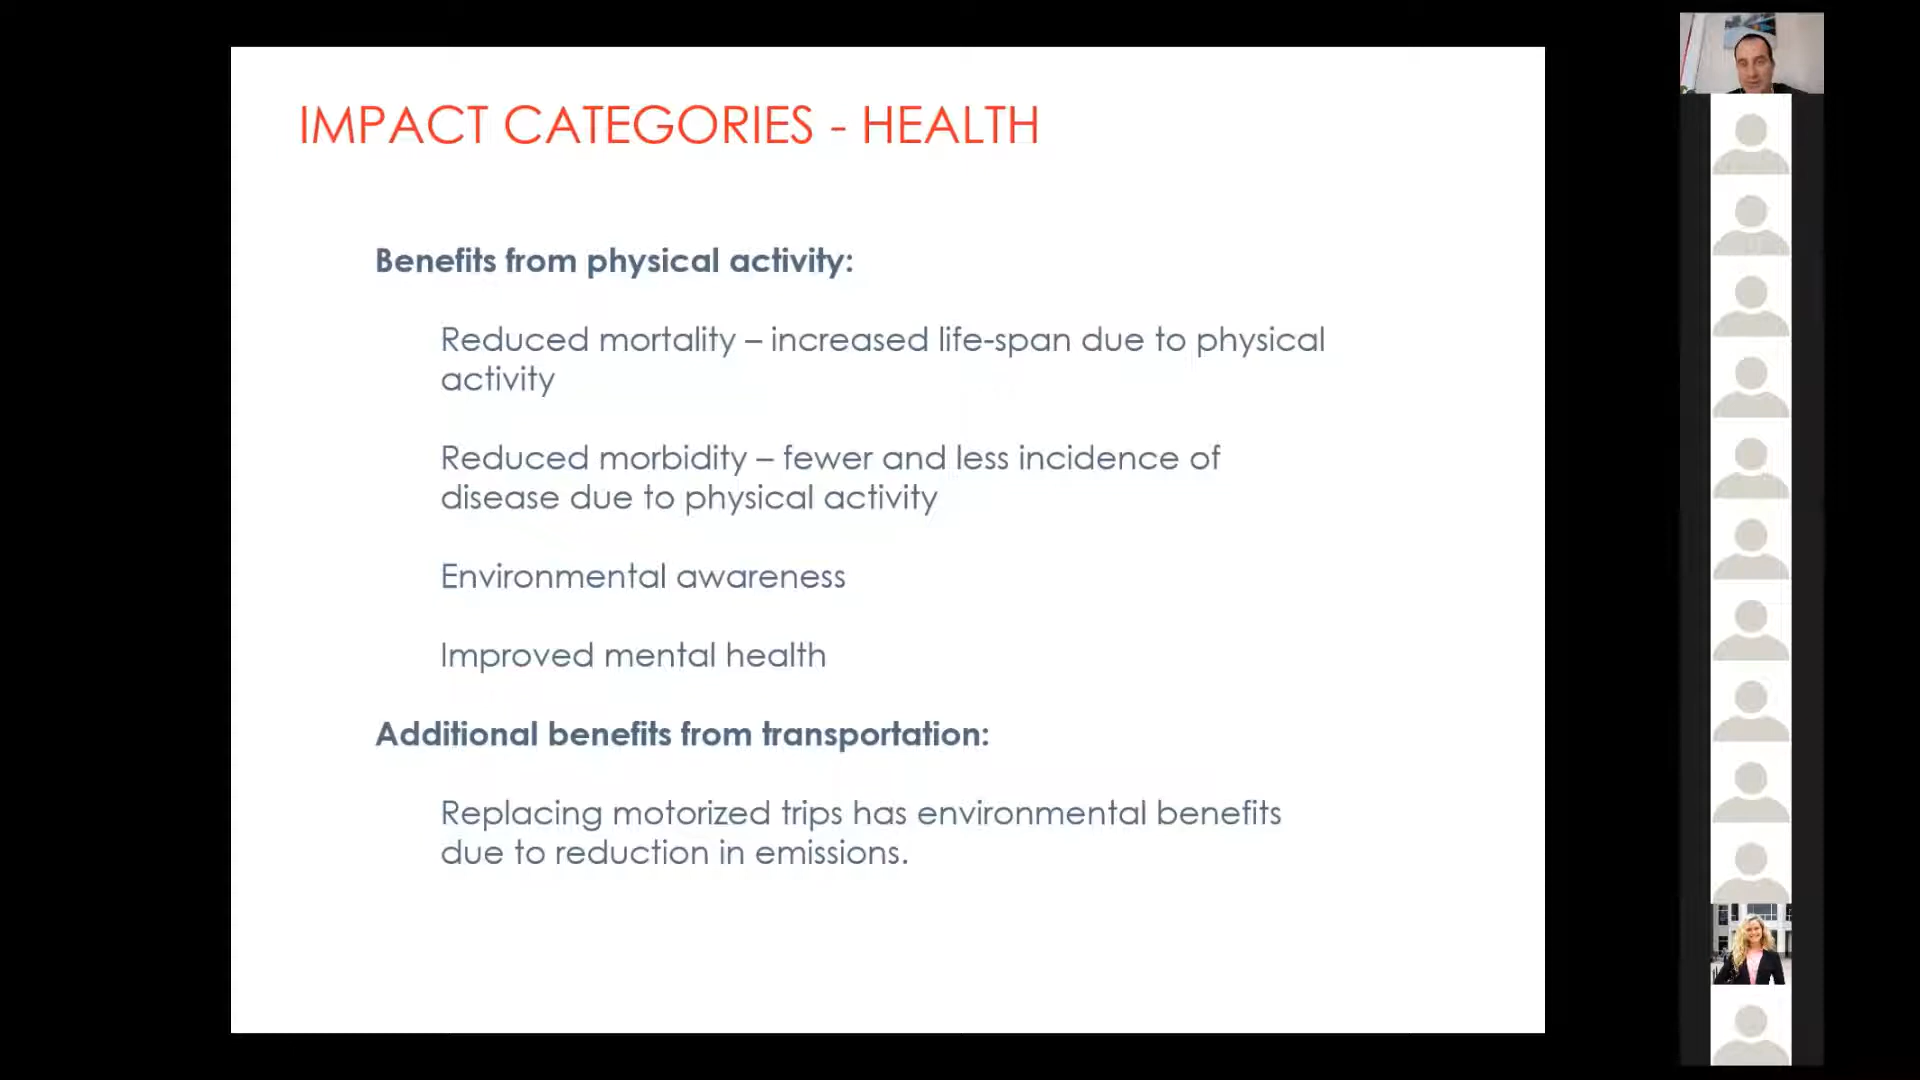 IMPACT CATEGORIES - HEALTH
Benefits from physical activity:
Reduced mortality – increased life-span due to physical
activity
Reduced morbidity – fewer and less incidence of
disease due to physical activity
Environmental awareness
Improved mental health
Additional benefits from transportation:
Replacing motorized trips has environmental benefits
due to reduction in emissions.